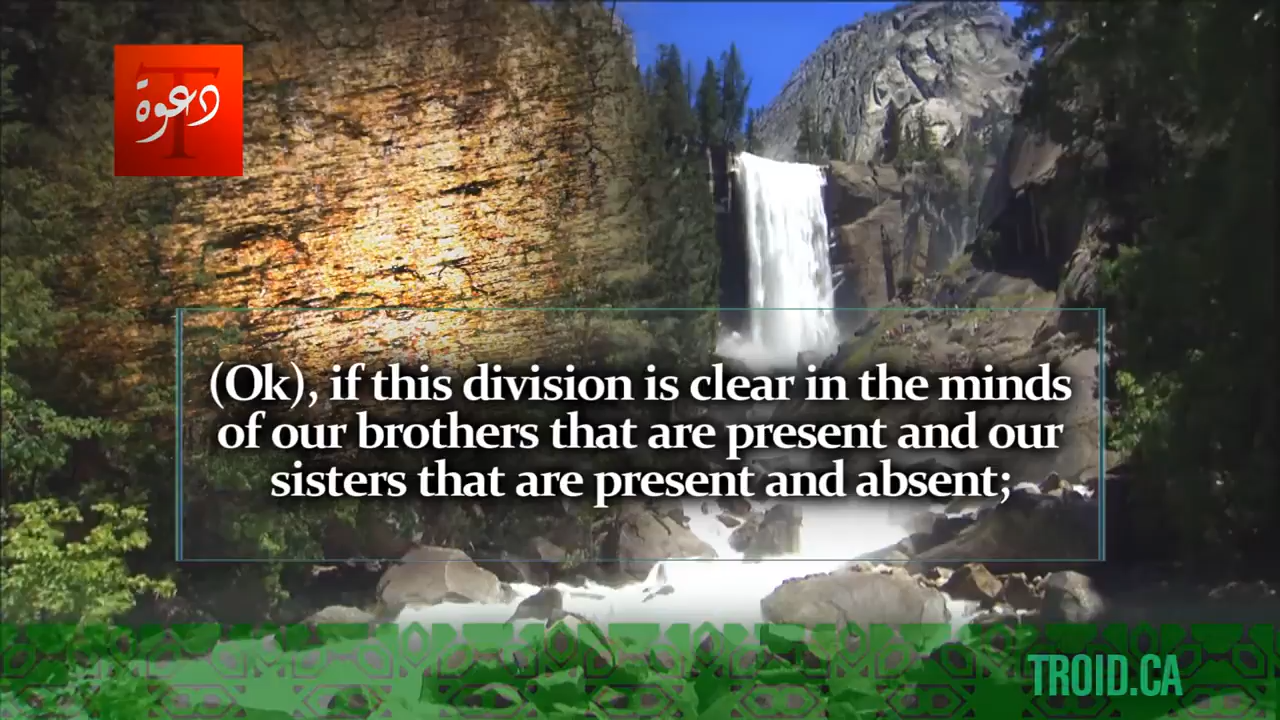 دعوة
T
(Ok), if this division is clear in the minds
of our brothers that are present and our
sisters that are present and absent;
TROID.CA